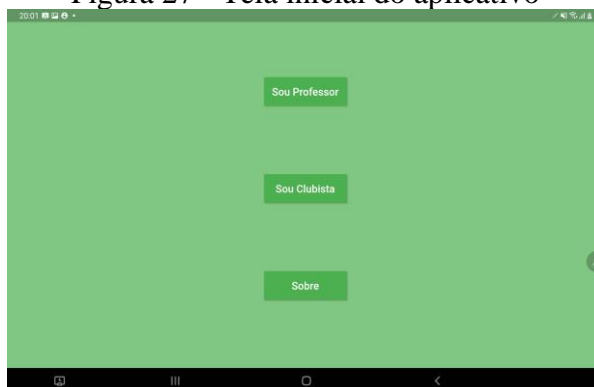 Figura 27 - Tela inicial do aplicativo
20:01
Sou Professor
Sou Clubista
Sobre